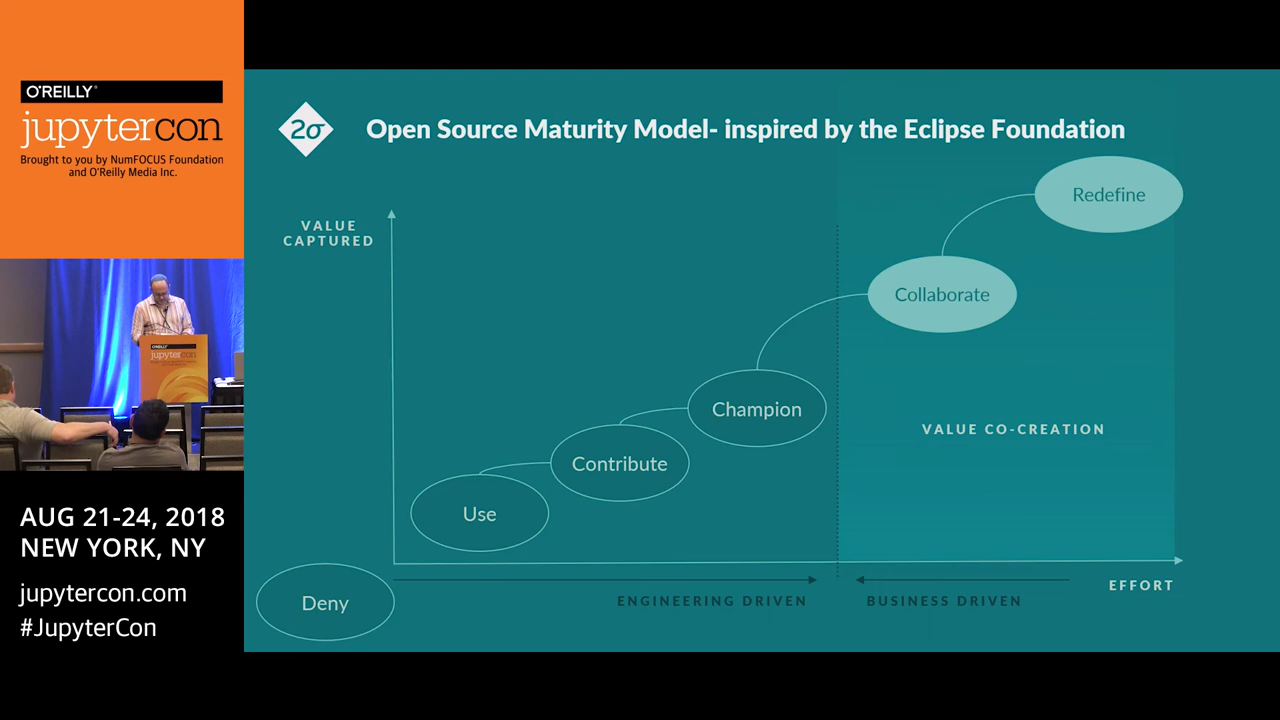 O'REILLY®
jupytercon
Brought to you by NumFOCUS Foundation
and O'Reilly Media Inc.
O'REILLY
jupytercon
AUG 21-24, 2018
NEW YORK, NY
jupytercon.com
#JupyterCon
2σ
Open Source Maturity Model- inspired by the Eclipse Foundation
VALUE
CAPTURED
Redefine
Collaborate
Champion
VALUE CO-CREATION
Contribute
Use
Deny
EFFORT
ENGINEERING DRIVEN
BUSINESS DRIVEN